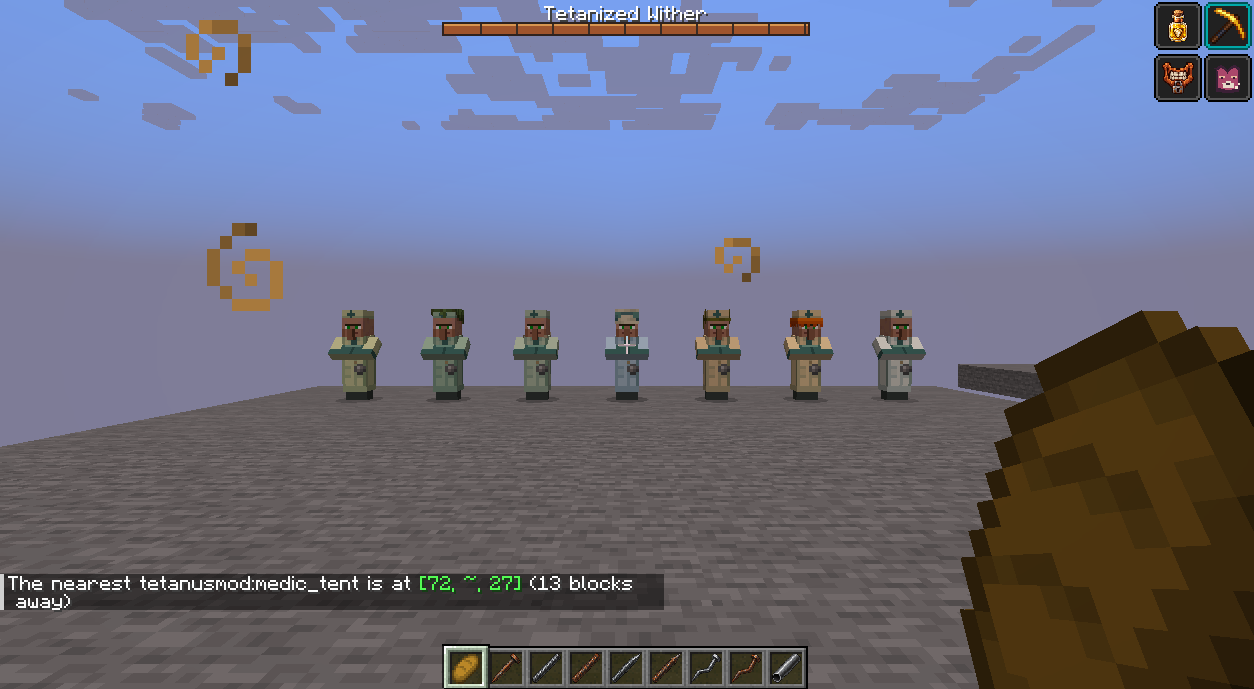 Tetanized Wither
The nearest tetanusmod:medic_tent is at [72, ~, 27] (13 blocks
away)